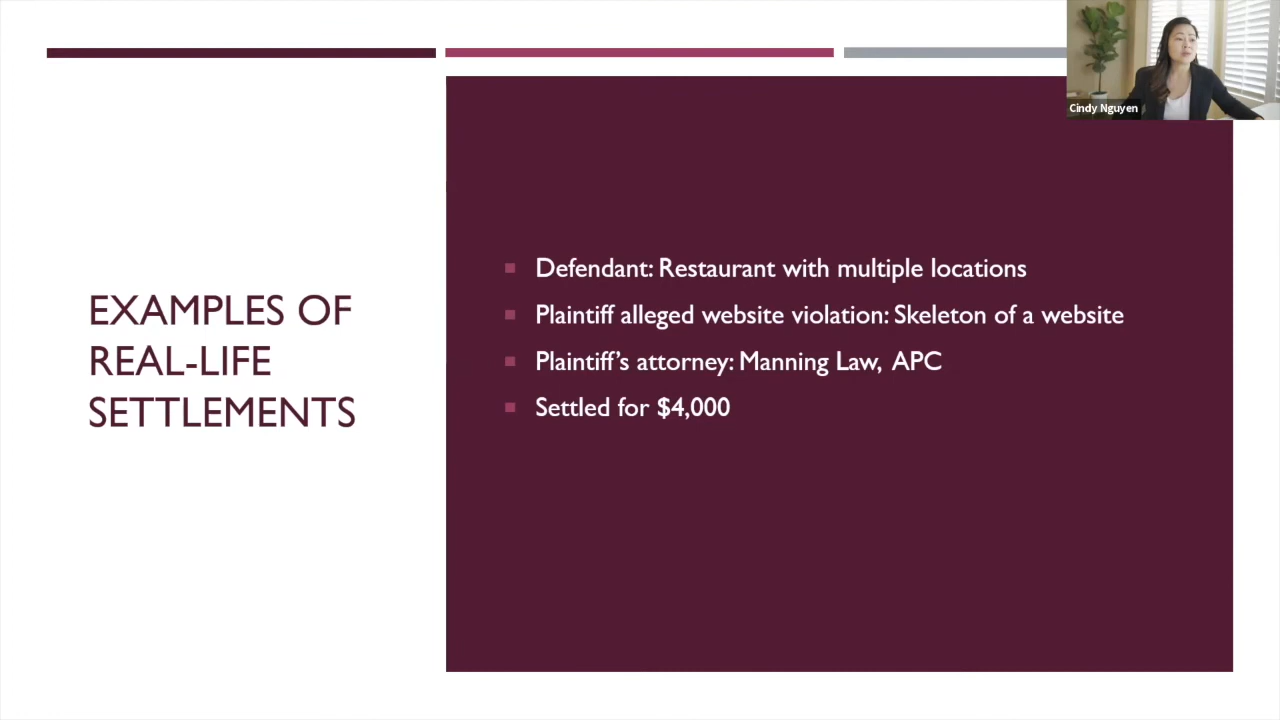 Cindy Nguyen
EXAMPLES OF
REAL-LIFE
SETTLEMENTS
Defendant: Restaurant with multiple locations
Plaintiff alleged website violation: Skeleton of a website
Plaintiff’s attorney: Manning Law, APC
Settled for $4,000